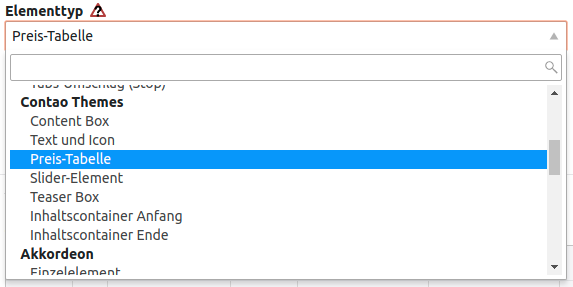 Elementtyp
Preis-Tabelle
Tabs-Umschlag (Stop)
Contao Themes
Content Box
Text und Icon
Preis-Tabelle
Slider-Element
Teaser Box
Inhaltscontainer Anfang
Inhaltscontainer Ende
Akkordeon
Einzelelement